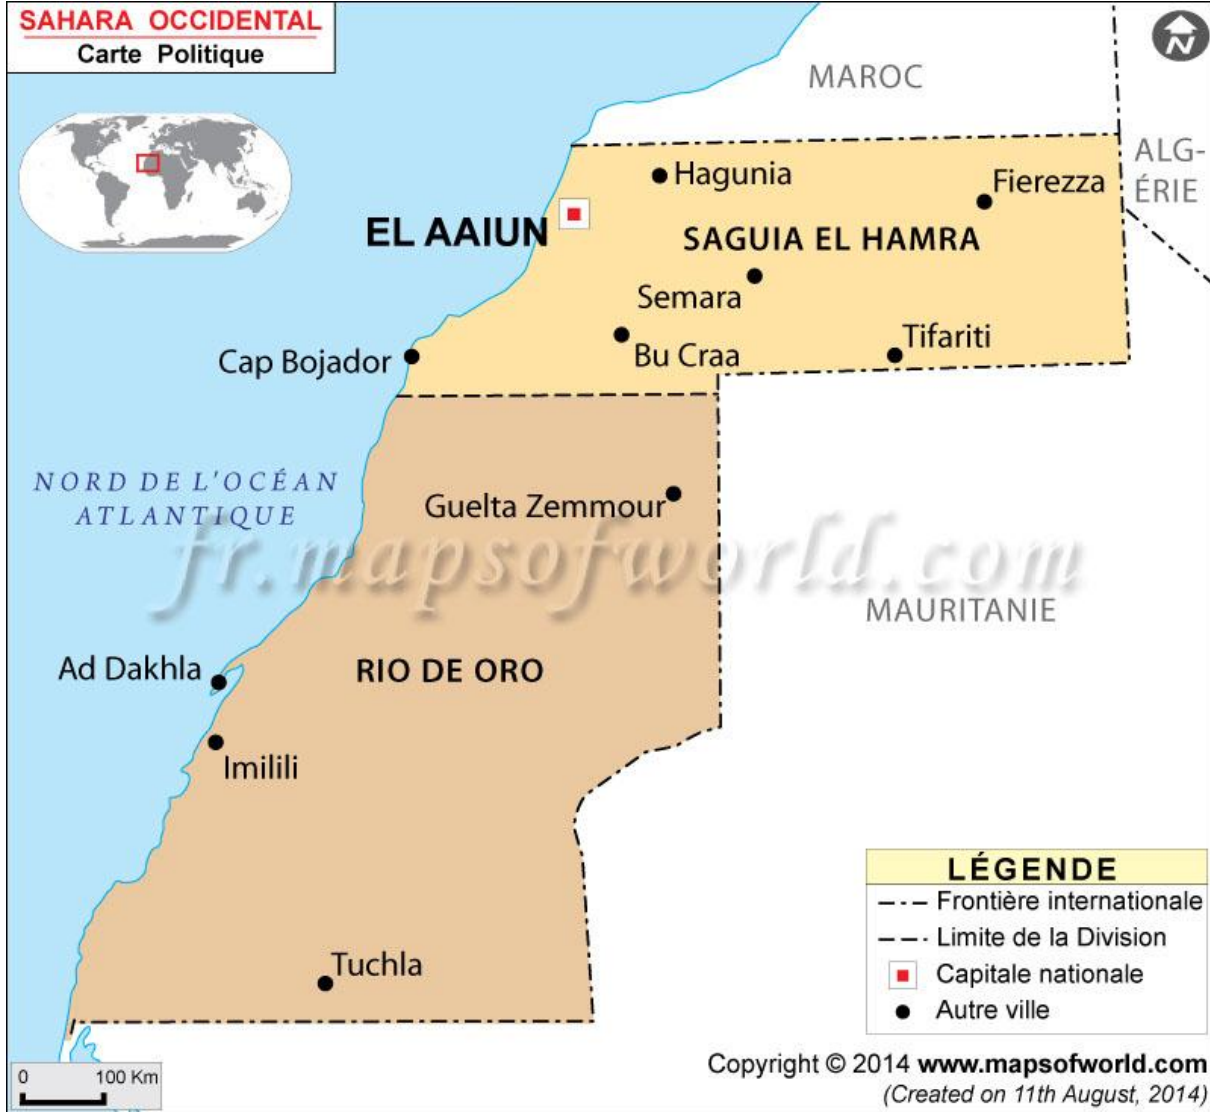 SAHARA OCCIDENTAL
Carte Politique
N
MAROC
ALG-
ÉRIE
Hagunia
Fierezza
EL AAIUN
SAGUIA EL HAMRA
Semara
Tifariti
Cap Bojador
Bu Craa
NORD DE L'OCÉAN
ATLANTIQUE
Guelta Zemmour
fr.mapsofworld.com
MAURITANIE
Ad Dakhla
RIO DE ORO
Imilili
Tuchla
LÉGENDE
Frontière internationale
Limite de la Division
Capitale nationale
Autre ville
0 100 Km
Copyright © 2014 www.mapsofworld.com
(Created on 11th August, 2014)